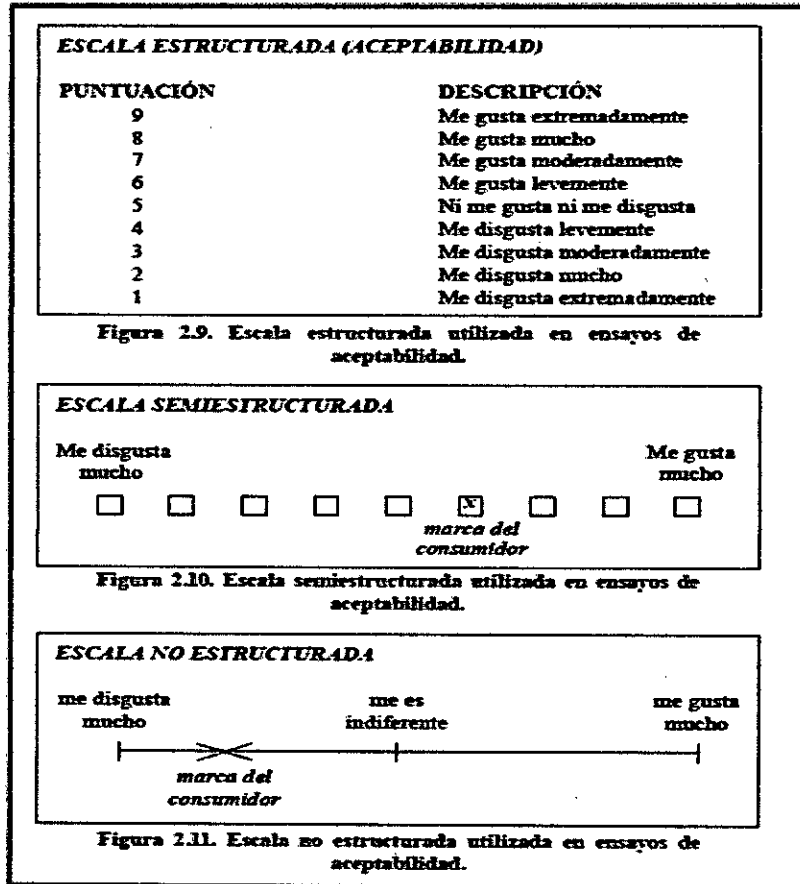 ESCALA ESTRUCTURADA (ACEPTABILIDAD)
PUNTUACIÓN DESCRIPCIÓN
9 Me gusta extremadamente
8 Me gusta mucho
7 Me gusta moderadamente
6 Me gusta levemente
5 Ni me gusta ni me disgusta
4 Me disgusta levemente
3 Me disgusta moderadamente
2 Me disgusta mucho
1 Me disgusta extremadamente
Figura 2.9. Escala estructurada utilizada en ensayos de
aceptabilidad.
ESCALA SEMIESTRUCTURADA
Me disgusta Me gusta
mucho mucho
x
marca del
consumidor
Figura 2.10. Escala semiestructurada utilizada en ensayos de
aceptabilidad.
ESCALA NO ESTRUCTURADA
me disgusta me es me gusta
mucho indiferente mucho
marca del
consumidor
Figura 2.11. Escala no estructurada utilizada en ensayos de
aceptabilidad.